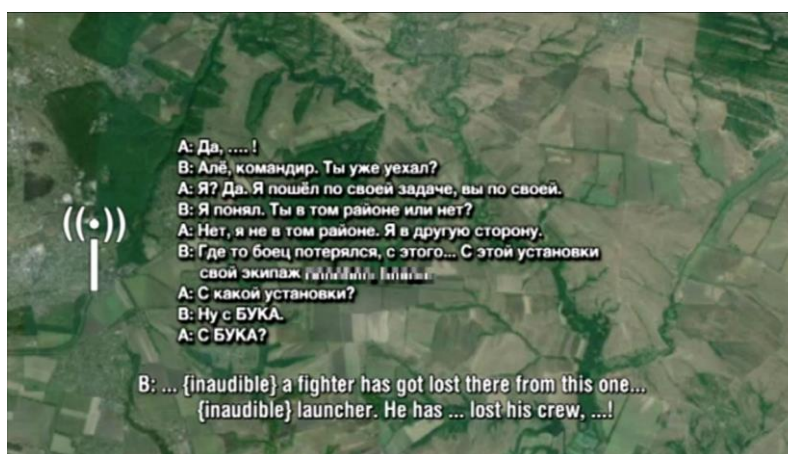 А: Да, .... !
В: Алё, командир. Ты уже уехал?
А: Я? Да. Я пошёл по своей задаче, вы по своей.
В: Я понял. Ты в том районе или нет?
А: Нет, я не в том районе. Я в другую сторону.
В: Где то боец потерялся, с этого... С этой установки
свой экипаж
А: С какой установки?
В: Ну с БУКА.
А: С БУКА?
B: ... {inaudible} a fighter has got lost there from this one...
{inaudible} launcher. He has ... lost his crew, ...!